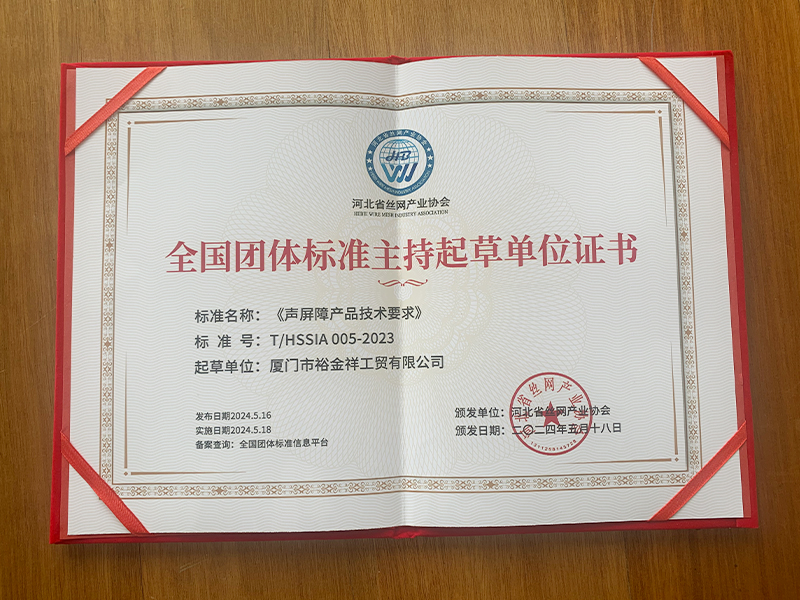 河北省丝网产业协会
HEBEI WIRE MESH INDUSTRY ASSOCIATION
全国团体标准主持起草单位证书
标准名称：《声屏障产品技术要求》
标 准 号：T/HSSIA 005-2023
起草单位：厦门市裕金祥工贸有限公司
发布日期2024.5.16
实施日期2024.5.18
备案查询：全国团体标准信息平台
颁发单位：河北省丝网产业协会
颁发日期：二〇二四年五月十八日